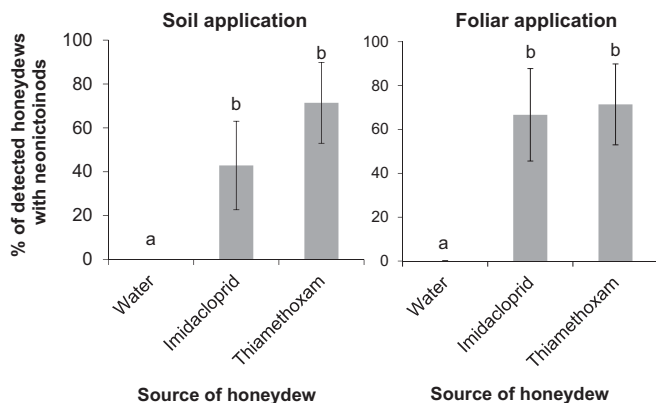 Soil application
Foliar application
% of detected honeydews
with neonictoinods
100
80
60
40
20
0
a
b
b
Water
Imidacloprid
Thiamethoxam
Source of honeydew
100
80
60
40
20
0
a
b
b
Water
Imidacloprid
Thiamethoxam
Source of honeydew